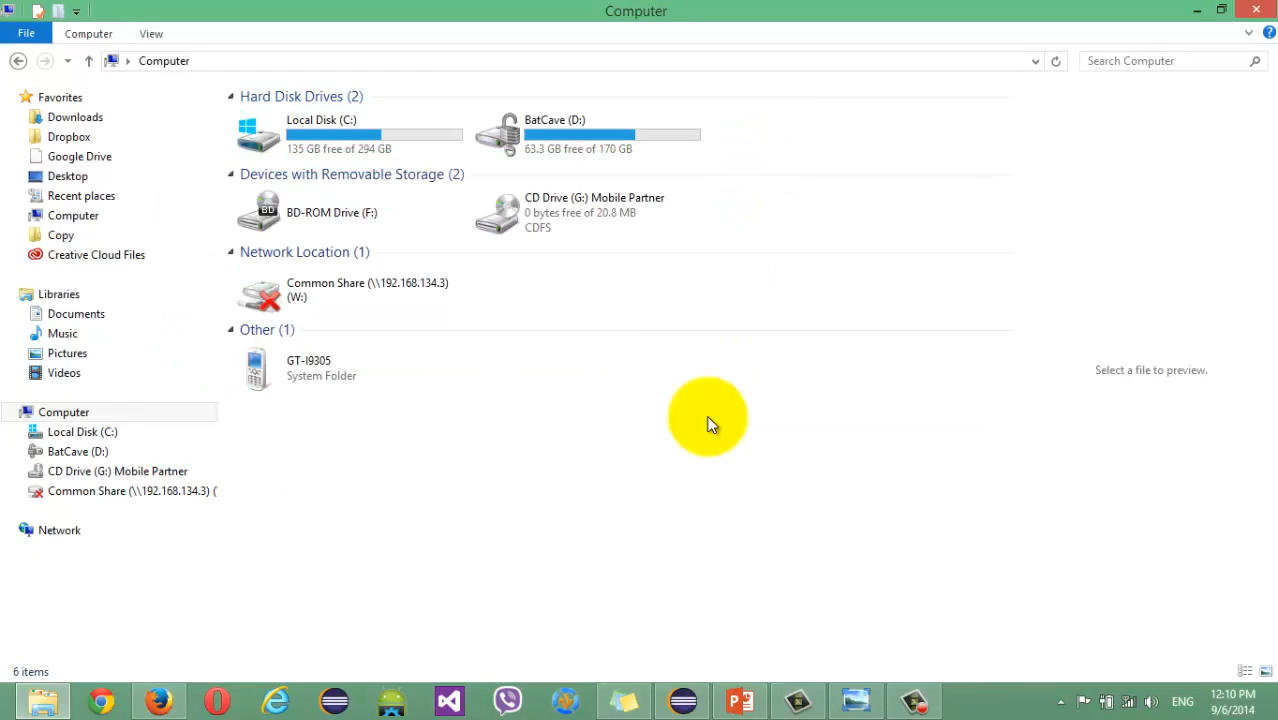 Computer
File
Computer
View
Computer
Search Computer
Favorites
Downloads
Dropbox
Google Drive
Desktop
Recent places
Computer
Copy
Creative Cloud Files
Libraries
Documents
Music
Pictures
Videos
Computer
Local Disk (C:)
BatCave (D:)
CD Drive (G:) Mobile Partner
Common Share (\\192.168.134.3) (
Network
Hard Disk Drives (2)
Local Disk (C:)
135 GB free of 294 GB
BatCave (D:)
63.3 GB free of 170 GB
Devices with Removable Storage (2)
BD
BD-ROM Drive (F:)
CD Drive (G:) Mobile Partner
0 bytes free of 20.8 MB
CDFS
Network Location (1)
Common Share (\\192.168.134.3)
(W:)
Other (1)
GT-I9305
System Folder
Select a file to preview.
6 items
ENG
12:10 PM
9/6/2014